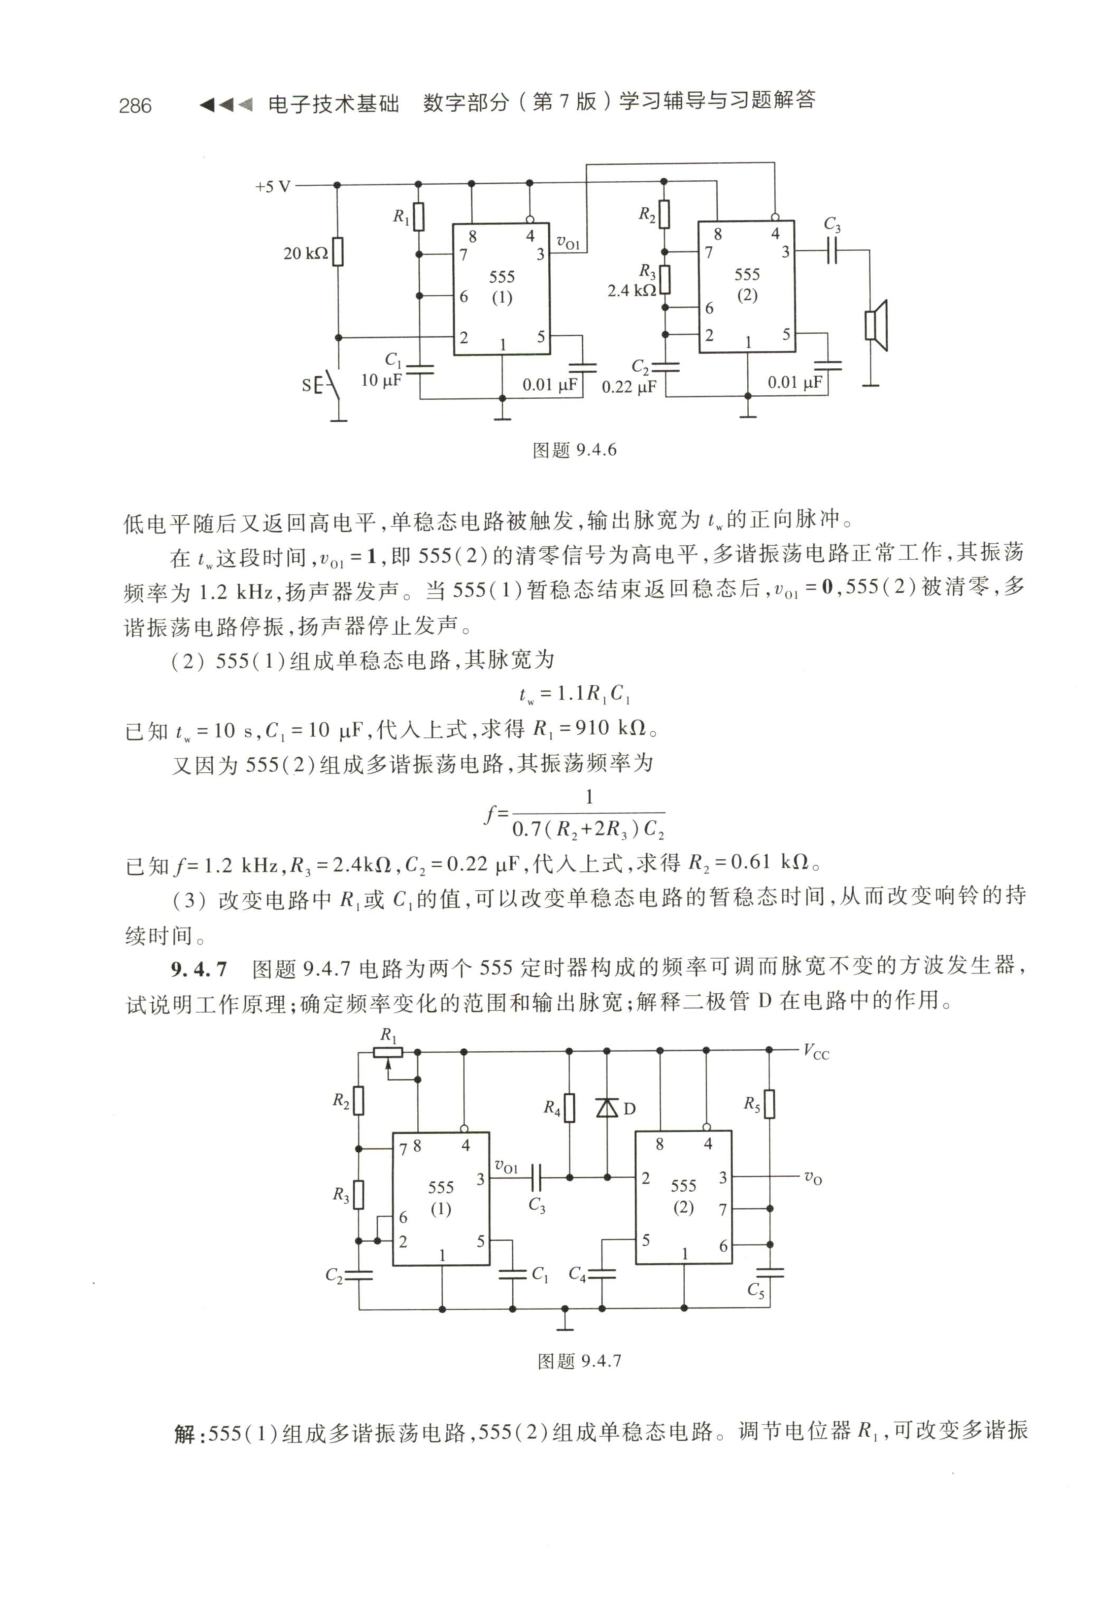 286 ◀◀◀ 电子技术基础 数字部分(第7版)学习辅导与习题解答
+5 V
R₁
R₂
C₃
20 kΩ
8
4
7
3
v_O1
555
(1)
6
2
1
5
8
4
7
3
R₃
2.4 kΩ
555
(2)
6
2
1
5
S
C₁
10 μF
0.01 μF
C₂
0.22 μF
0.01 μF
图题 9.4.6
低电平随后又返回高电平,单稳态电路被触发,输出脉宽为 t_w的正向脉冲。
在 t_w这段时间,v_O1 = 1,即 555(2)的清零信号为高电平,多谐振荡电路正常工作,其振荡
频率为 1.2 kHz,扬声器发声。当 555(1)暂稳态结束返回稳态后,v_O1 = 0,555(2)被清零,多
谐振荡电路停振,扬声器停止发声。
(2) 555(1)组成单稳态电路,其脉宽为
t_w = 1.1R₁C₁
已知 t_w = 10 s,C₁ = 10 μF,代入上式,求得 R₁ = 910 kΩ。
又因为 555(2)组成多谐振荡电路,其振荡频率为
f= 1
0.7(R₂+2R₃)C₂
已知 f= 1.2 kHz,R₃ = 2.4kΩ,C₂ = 0.22 μF,代入上式,求得 R₂ = 0.61 kΩ。
(3) 改变电路中 R₁或 C₁的值,可以改变单稳态电路的暂稳态时间,从而改变响铃的持
续时间。
9.4.7 图题 9.4.7 电路为两个 555 定时器构成的频率可调而脉宽不变的方波发生器,
试说明工作原理;确定频率变化的范围和输出脉宽;解释二极管 D 在电路中的作用。
R₁
V_CC
R₂
R₄
D
R₅
7 8
4
3
v_O1
555
(1)
R₃
6
2
1
5
C₃
8
4
2
3
v_O
555
(2)
7
5
1
6
C₂
C₁
C₄
C₅
图题 9.4.7
解:555(1)组成多谐振荡电路,555(2)组成单稳态电路。调节电位器 R₁,可改变多谐振